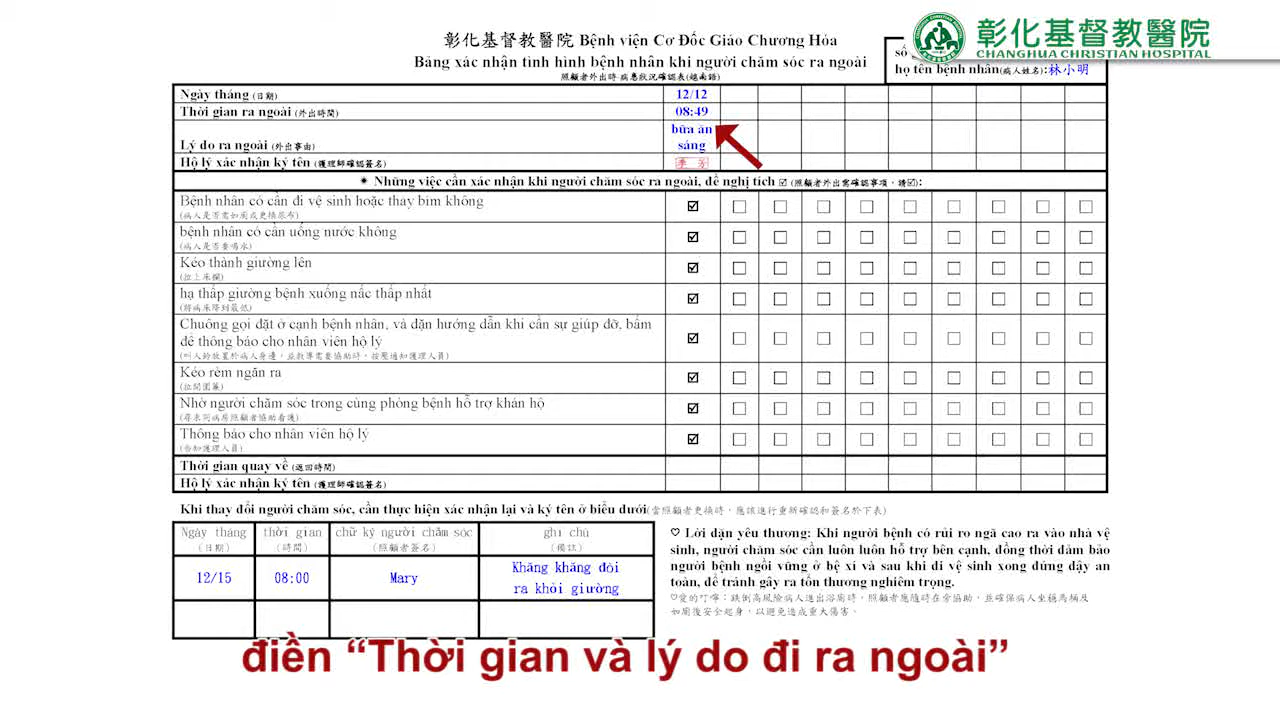 彰化基督教醫院
CHANGHUA CHRISTIAN HOSPITAL
彰化基督教醫院 Bệnh viện Cơ Đốc Giáo Chương Hóa
Bảng xác nhận tình hình bệnh nhân khi người chăm sóc ra ngoài
照顧者外出時-病患狀況確認表(越南語)
số
họ tên bệnh nhân(病人姓名):林小明
Ngày tháng (日期) 12/12
Thời gian ra ngoài (外出時間) 08:49
Lý do ra ngoài (外出事由) bữa ăn
sáng
Hộ lý xác nhận ký tên (護理師確認簽名)
✶ Những việc cần xác nhận khi người chăm sóc ra ngoài, đề nghị tích ☑ (照顧者外出需確認事項，請☑):
Bệnh nhân có cần đi vệ sinh hoặc thay bỉm không
(病人是否需如廁或更換尿布)
bệnh nhân có cần uống nước không
(病人是否要喝水)
Kéo thành giường lên
(拉上床欄)
hạ thấp giường bệnh xuống nấc thấp nhất
(將病床降到最低)
Chuông gọi đặt ở cạnh bệnh nhân, và dặn hướng dẫn khi cần sự giúp đỡ, bấm
để thông báo cho nhân viên hộ lý
(叫人鈴放置於病人身邊，並教導需要協助時，按壓通知護理人員)
Kéo rèm ngăn ra
(拉開圍簾)
Nhờ người chăm sóc trong cùng phòng bệnh hỗ trợ khán hộ
(尋求同病房照顧者協助看護)
Thông báo cho nhân viên hộ lý
(告知護理人員)
Thời gian quay về (返回時間)
Hộ lý xác nhận ký tên (護理師確認簽名)
Khi thay đổi người chăm sóc, cần thực hiện xác nhận lại và ký tên ở biểu dưới(當照顧者更換時，應該進行重新確認和簽名於下表)
Ngày tháng thời gian chữ ký người chăm sóc ghi chú
(日期) (時間) (照顧者簽名) (備註)
12/15 08:00 Mary Khăng khăng đòi
ra khỏi giường
♡ Lời dặn yêu thương: Khi người bệnh có rủi ro ngã cao ra vào nhà vệ
sinh, người chăm sóc cần luôn luôn hỗ trợ bên cạnh, đồng thời đảm bảo
người bệnh ngồi vững ở bệ xí và sau khi đi vệ sinh xong đứng dậy an
toàn, để tránh gây ra tổn thương nghiêm trọng.
♡愛的叮嚀：跌倒高風險病人進出浴廁時，照顧者應隨時在旁協助，並確保病人坐穩馬桶及
如廁後安全起身，以避免造成重大傷害。
điền “Thời gian và lý do đi ra ngoài”